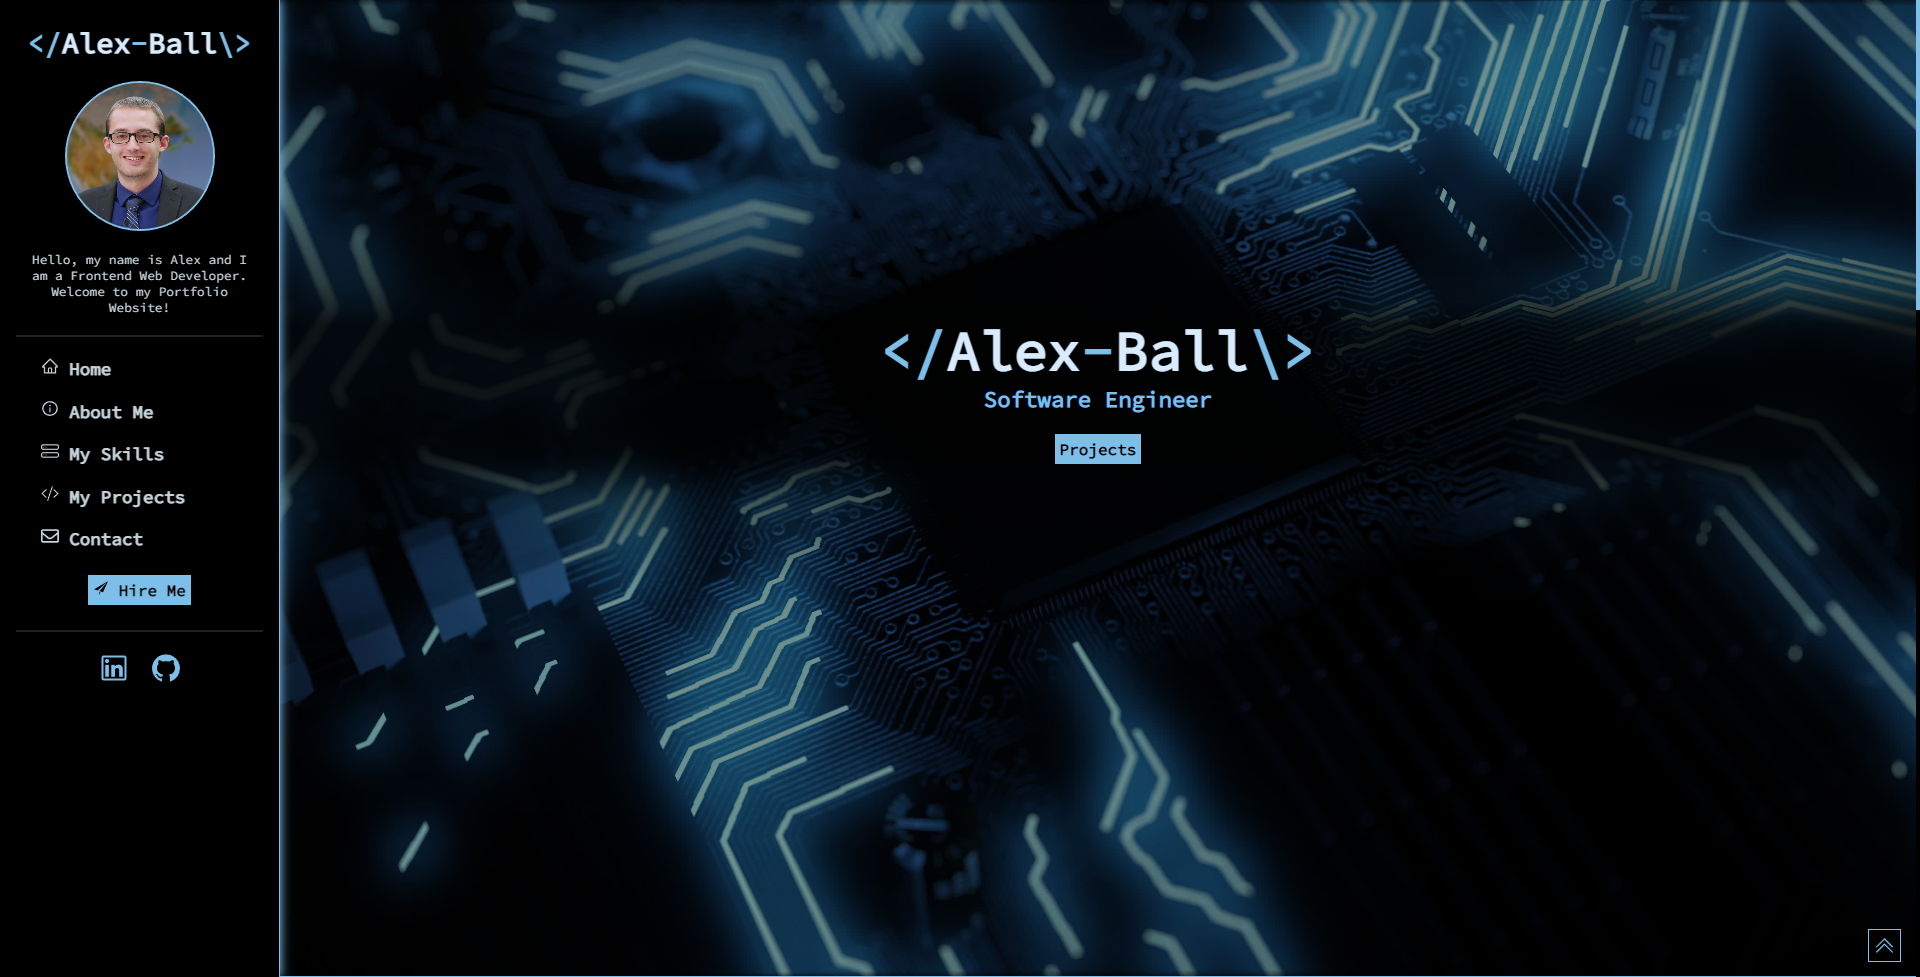 </Alex-Ball\>
Hello, my name is Alex and I
am a Frontend Web Developer.
Welcome to my Portfolio
Website!
Home
About Me
My Skills
My Projects
Contact
Hire Me
</Alex-Ball\>
Software Engineer
Projects